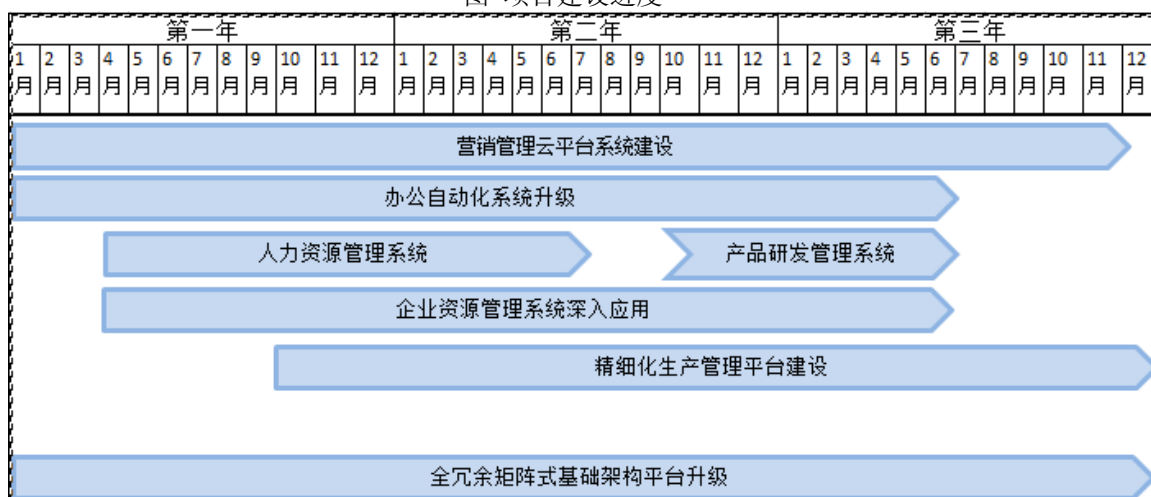 图 项目建设进度
第一年 第二年 第三年
1月 2月 3月 4月 5月 6月 7月 8月 9月 10月 11月 12月 1月 2月 3月 4月 5月 6月 7月 8月 9月 10月 11月 12月 1月 2月 3月 4月 5月 6月 7月 8月 9月 10月 11月 12月
营销管理云平台系统建设
办公自动化系统升级
人力资源管理系统 产品研发管理系统
企业资源管理系统深入应用
精细化生产管理平台建设
全冗余矩阵式基础架构平台升级